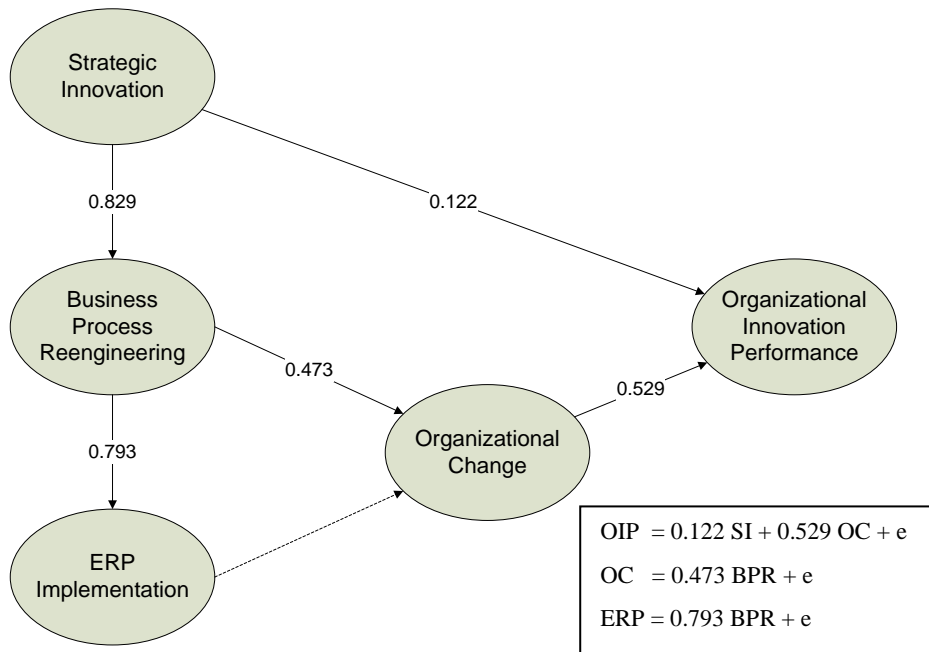 Strategic
Innovation
0.829
0.122
Business
Process
Reengineering
Organizational
Innovation
Performance
0.473
0.529
0.793
Organizational
Change
ERP
Implementation
OIP = 0.122 SI + 0.529 OC + e
OC = 0.473 BPR + e
ERP = 0.793 BPR + e